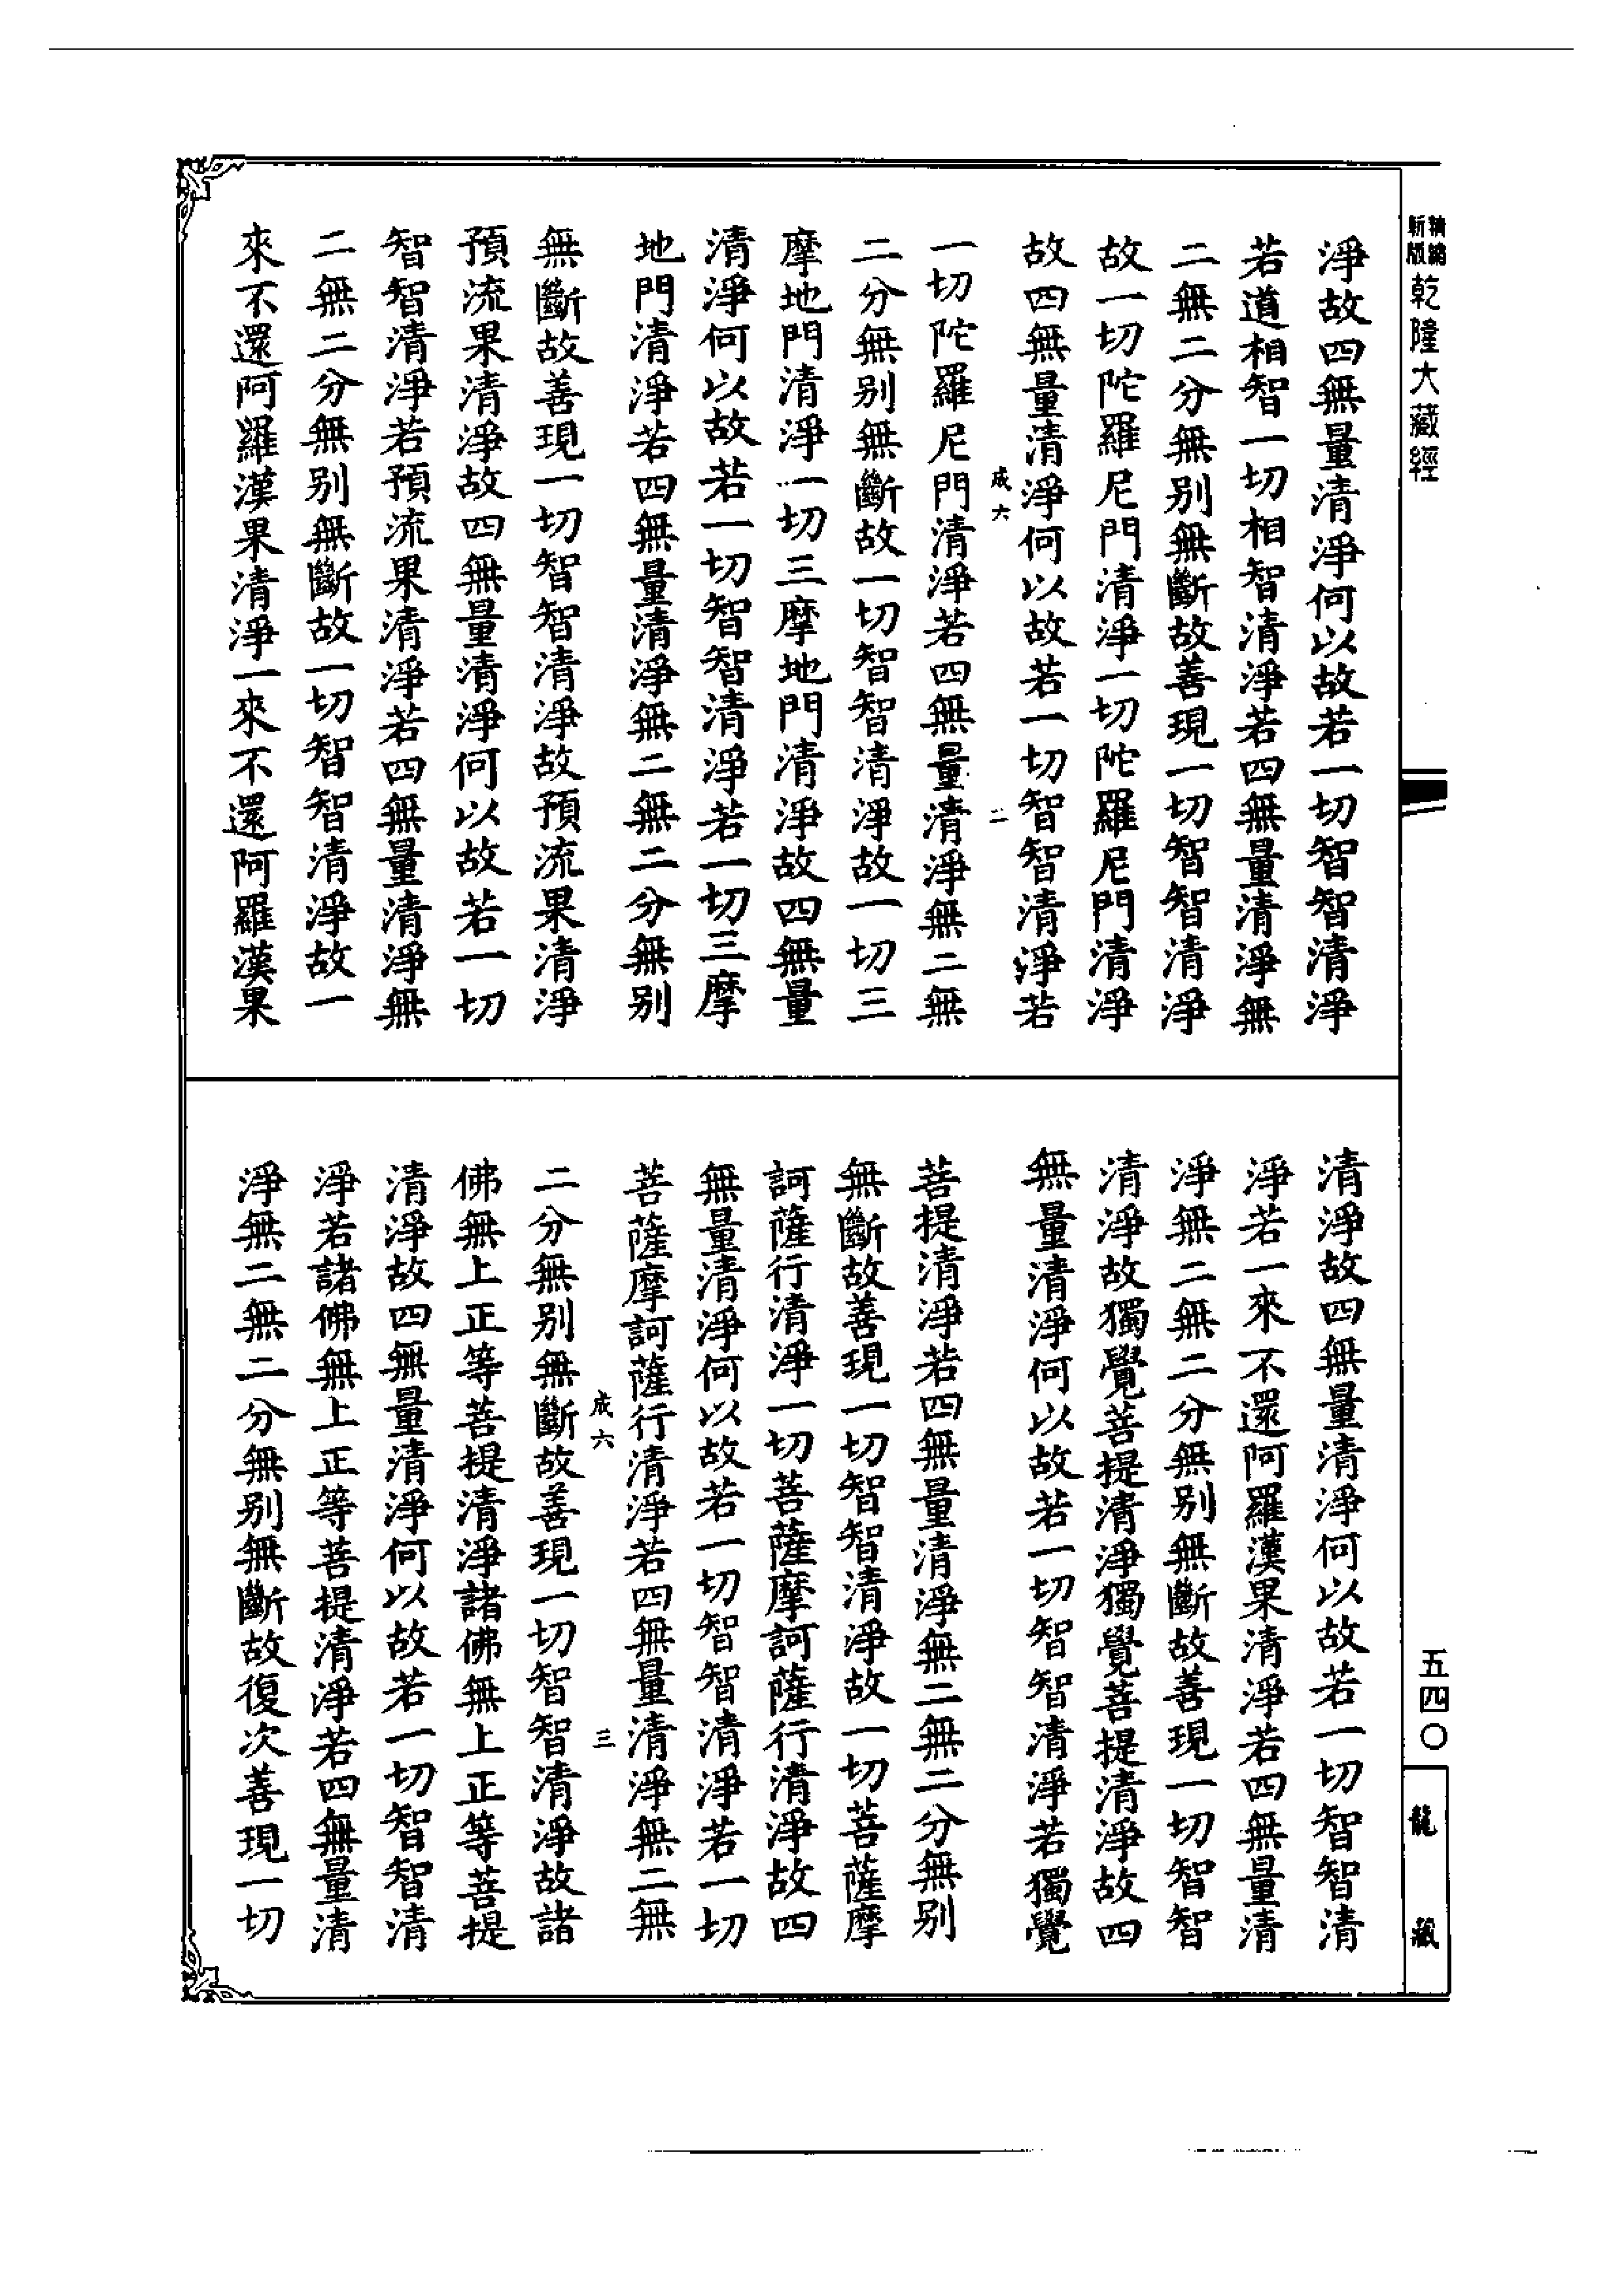 新編
新版
乾隆大藏經
淨故四無量清淨何以故若一切智智清淨
若道相智一切相智清淨若四無量清淨無
二無二分無別無斷故善現一切智智清淨
故一切陀羅尼門清淨一切陀羅尼門清淨
故四無量清淨何以故若一切智智清淨若
成六 二
一切陀羅尼門清淨若四無量清淨無二無
二分無別無斷故一切智智清淨故一切三
摩地門清淨一切三摩地門清淨故四無量
清淨何以故若一切智智清淨若一切三摩
地門清淨若四無量清淨無二無二分無別
無斷故善現一切智智清淨故預流果清淨
預流果清淨故四無量清淨何以故若一切
智智清淨若預流果清淨若四無量清淨無
二無二分無別無斷故一切智智清淨故一
來不還阿羅漢果清淨一來不還阿羅漢果
清淨故四無量清淨何以故若一切智智清
淨若一來不還阿羅漢果清淨若四無量清
淨無二無二分無別無斷故善現一切智智
清淨故獨覺菩提清淨獨覺菩提清淨故四
無量清淨何以故若一切智智清淨若獨覺
菩提清淨若四無量清淨無二無二分無別
無斷故善現一切智智清淨故一切菩薩摩
訶薩行清淨一切菩薩摩訶薩行清淨故四
無量清淨何以故若一切智智清淨若一切
菩薩摩訶薩行清淨若四無量清淨無二無
成六 三
二分無別無斷故善現一切智智清淨故諸
佛無上正等菩提清淨諸佛無上正等菩提
清淨故四無量清淨何以故若一切智智清
淨若諸佛無上正等菩提清淨若四無量清
淨無二無二分無別無斷故復次善現一切
五四〇
龍藏